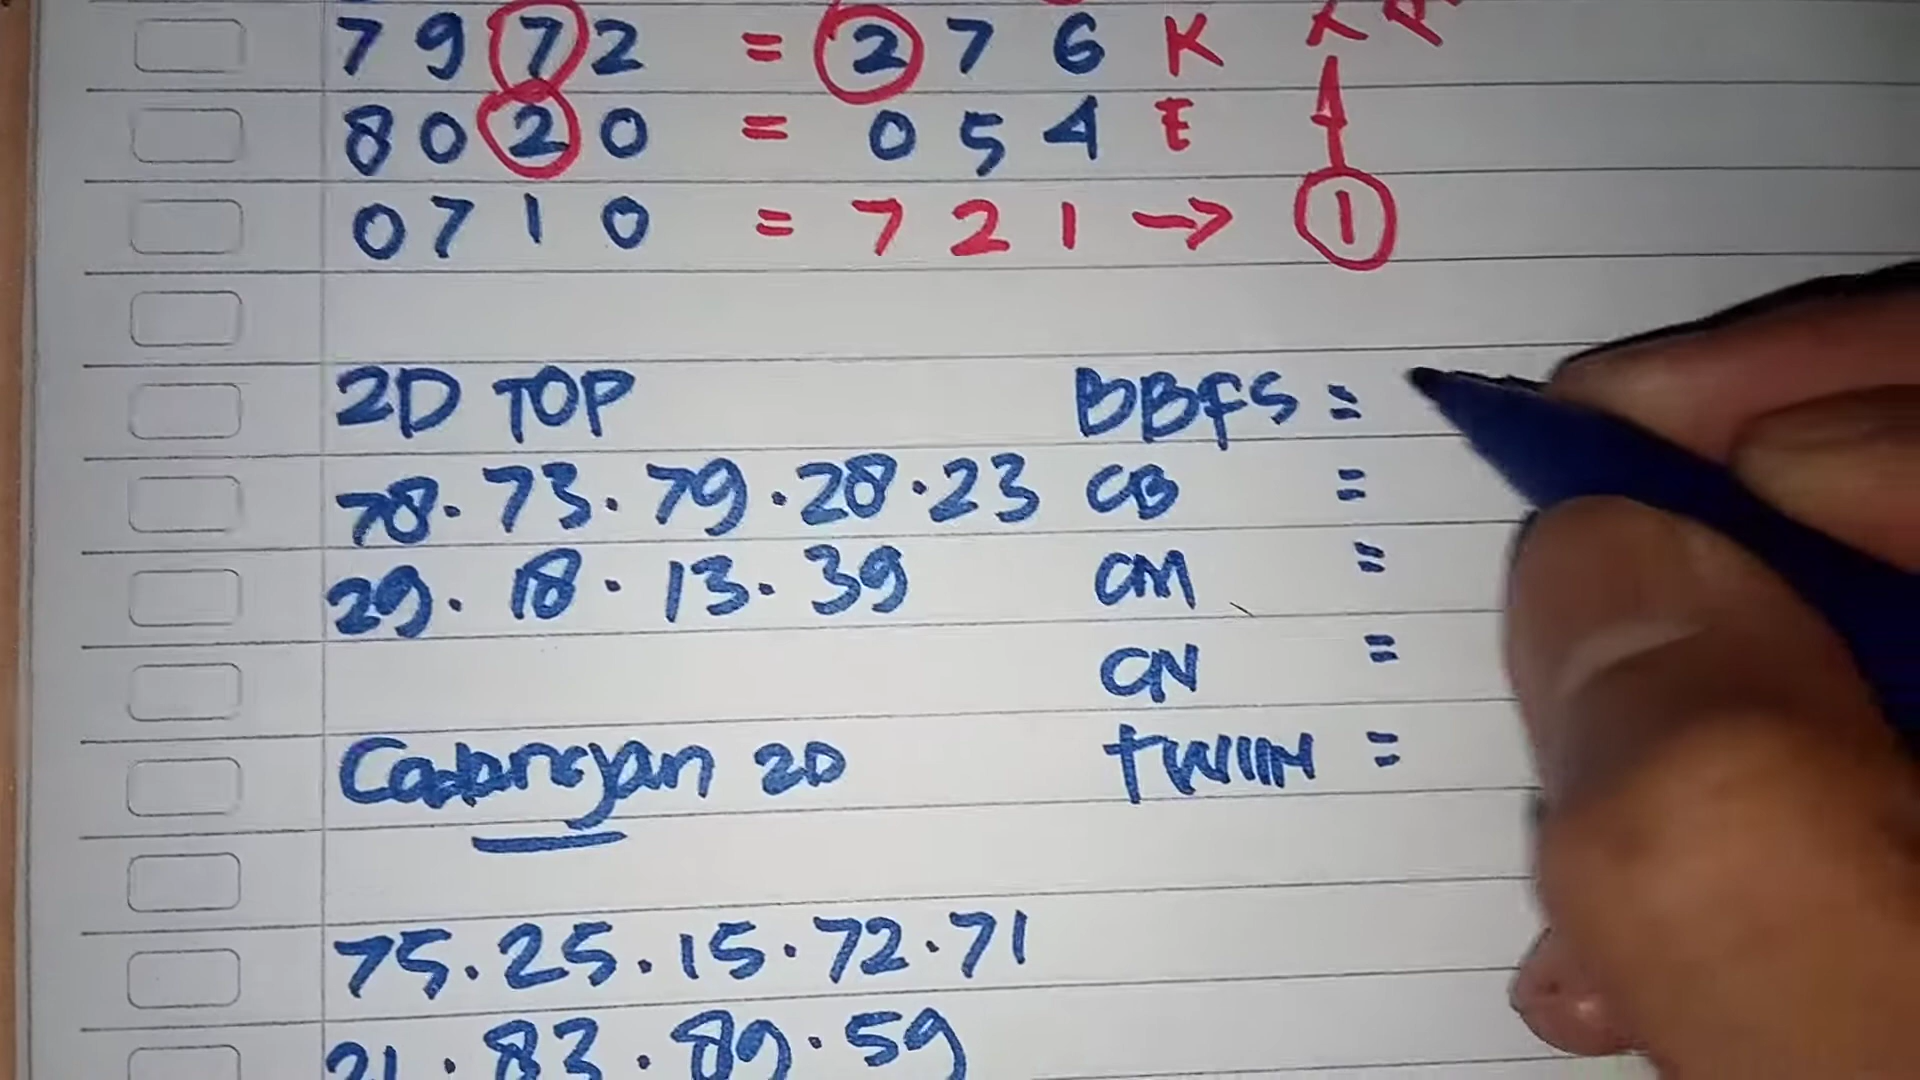 7 9 7 2 = 2 7 6 K
8 0 2 0 = 0 5 4 E
0 7 1 0 = 7 2 1 → 1
2D TOP
78. 73. 79. 28. 23
29. 18. 13. 39
BBFS =
CB =
CM =
CN =
TWIIN =
Cadangan 2D
75. 25. 15. 72. 71
21. 83. 89. 59